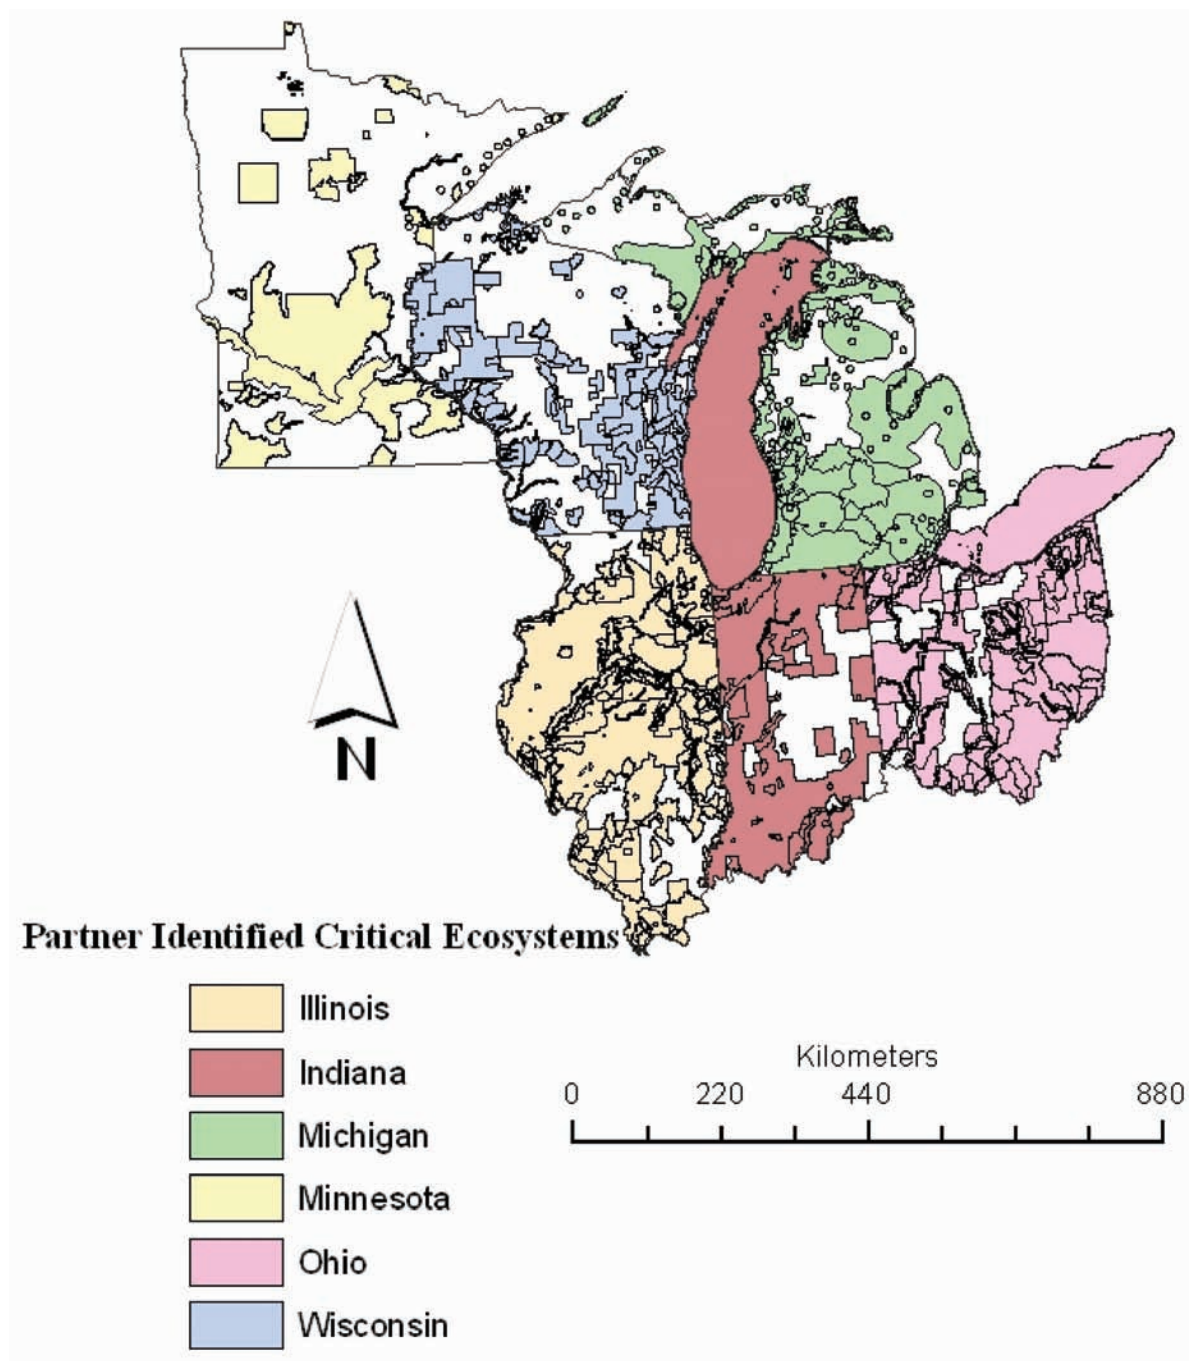 N
Partner Identified Critical Ecosystems
Illinois
Indiana
Michigan
Minnesota
Ohio
Wisconsin
Kilometers
0 220 440 880